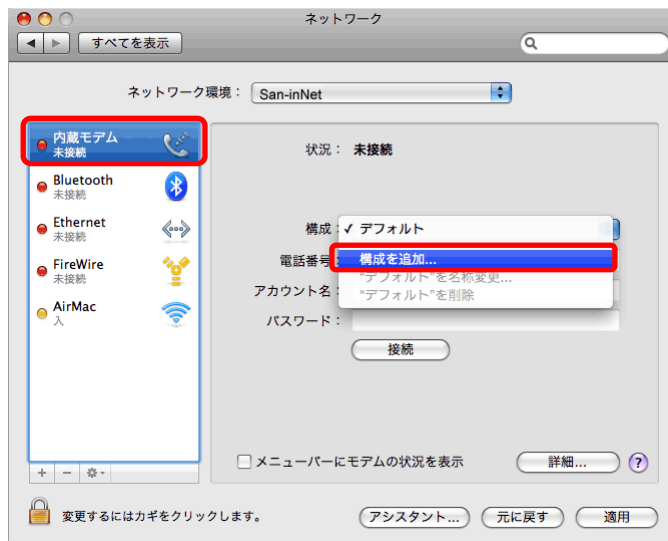 ネットワーク
すべてを表示
ネットワーク環境： San-inNet
内蔵モデム
未接続
Bluetooth
未接続
Ethernet
未接続
FireWire
未接続
AirMac
入
状況： 未接続
構成： ✓ デフォルト
構成を追加...
"デフォルト"を名称変更...
"デフォルト"を削除
電話番号：
アカウント名：
パスワード：
接続
メニューバーにモデムの状況を表示
詳細...
?
変更するにはカギをクリックします。
アシスタント...
元に戻す
適用